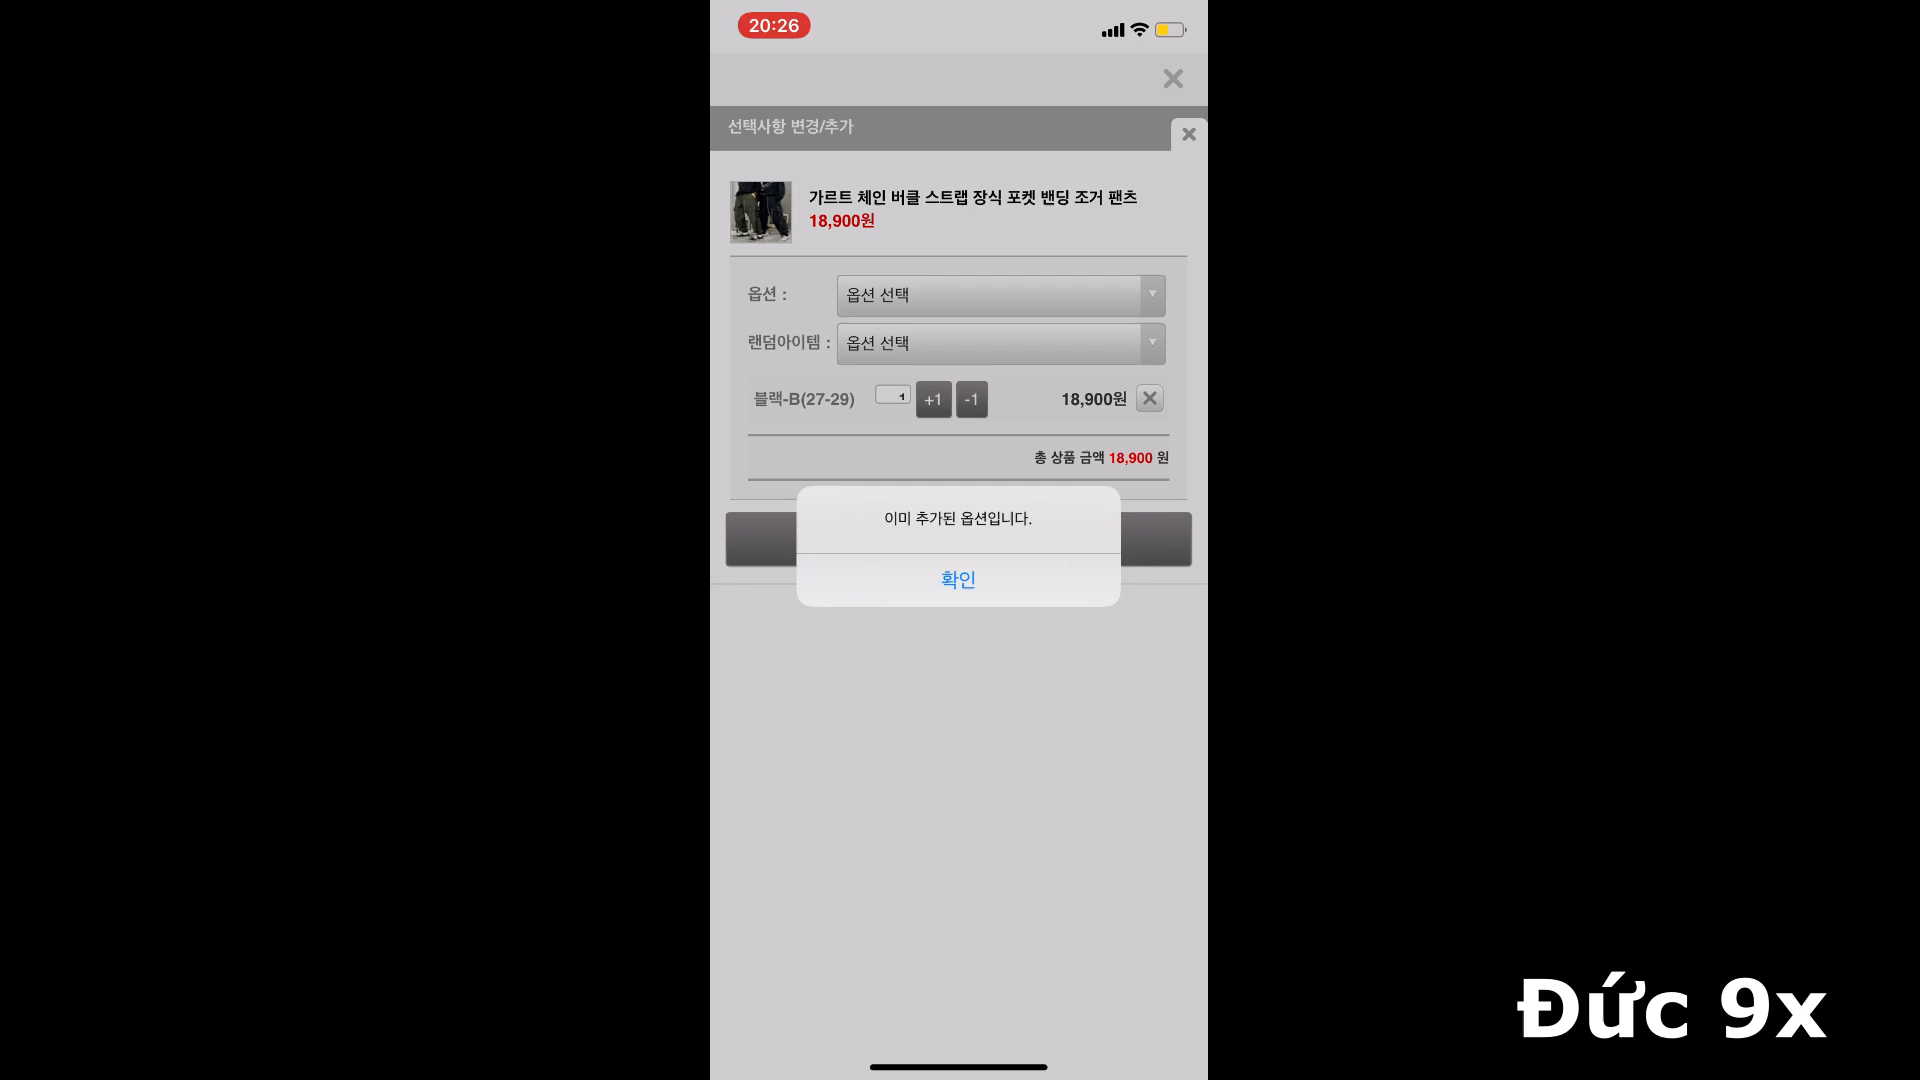 20:26
선택사항 변경/추가
가르트 체인 버클 스트랩 장식 포켓 밴딩 조거 팬츠
18,900원
옵션 : 옵션 선택
랜덤아이템 : 옵션 선택
블랙-B(27-29) 1 +1 -1 18,900원
총 상품 금액 18,900 원
이미 추가된 옵션입니다.
확인
Đức 9x